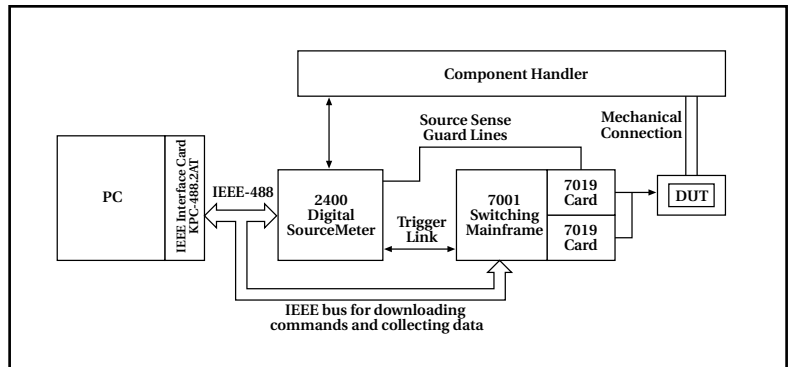 Component Handler
Source Sense
Guard Lines
Mechanical
Connection
PC
IEEE Interface Card
KPC-488.2AT
IEEE-488
2400
Digital
SourceMeter
Trigger
Link
7001
Switching
Mainframe
7019
Card
7019
Card
DUT
IEEE bus for downloading
commands and collecting data